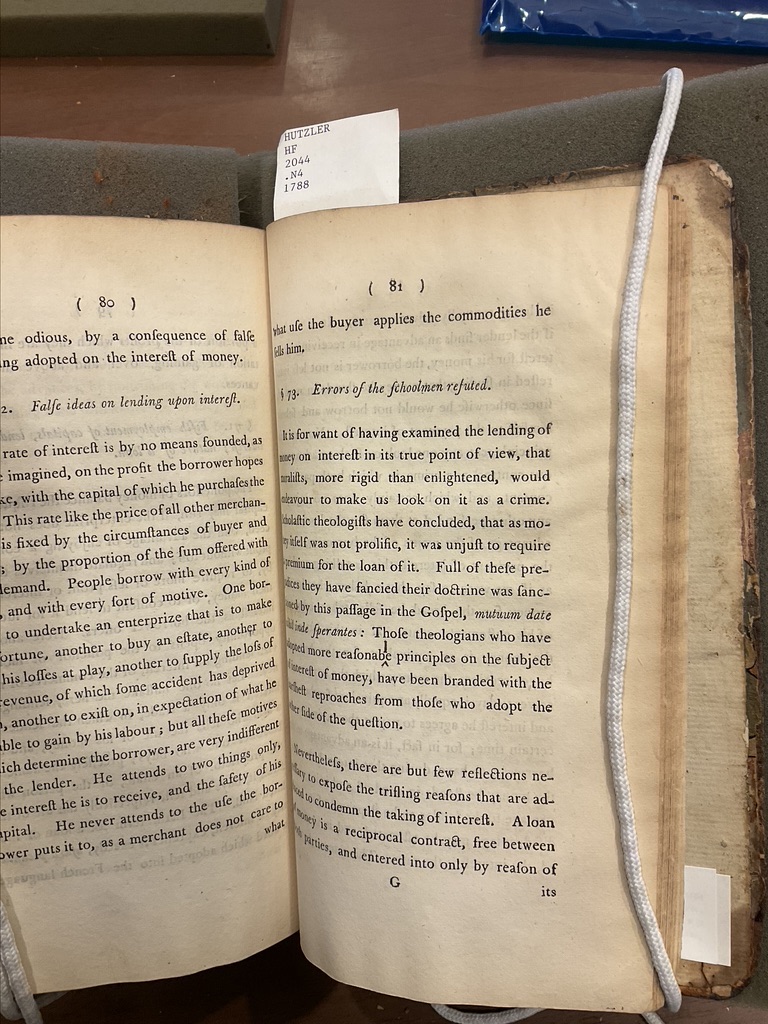 HUTZLER
HF
2044
.N4
1788
( 80 )
me odious, by a conſequence of falſe
ing adopted on the intereſt of money.
2. Falſe ideas on lending upon intereſt.
rate of intereſt is by no means founded, as
imagined, on the profit the borrower hopes
ke, with the capital of which he purchaſes the
This rate like the price of all other merchan-
is fixed by the circumſtances of buyer and
; by the proportion of the ſum offered with
demand. People borrow with every kind of
, and with every ſort of motive. One bor-
to undertake an enterprize that is to make
ortune, another to buy an eſtate, another to
his loſſes at play, another to ſupply the loſs of
revenue, of which ſome accident has deprived
, another to exiſt on, in expectation of what he
able to gain by his labour ; but all theſe motives
ich determine the borrower, are very indifferent
the lender. He attends to two things only,
e intereſt he is to receive, and the ſafety of his
apital. He never attends to the uſe the bor-
ower puts it to, as a merchant does not care to
what
( 81 )
what uſe the buyer applies the commodities he
ſells him.
§ 73. Errors of the ſchoolmen refuted.
It is for want of having examined the lending of
money on intereſt in its true point of view, that
moraliſts, more rigid than enlightened, would
endeavour to make us look on it as a crime.
Scholaſtic theologiſts have concluded, that as mo-
ney itſelf was not prolific, it was unjuſt to require
a premium for the loan of it. Full of theſe pre-
judices they have fancied their doctrine was ſanc-
tioned by this paſſage in the Goſpel, mutuum date
nihil inde ſperantes : Thoſe theologians who have
adopted more reaſonable principles on the ſubject
of intereſt of money, have been branded with the
harſheſt reproaches from thoſe who adopt the
other ſide of the queſtion.
Nevertheleſs, there are but few reflections ne-
ceſſary to expoſe the trifling reaſons that are ad-
duced to condemn the taking of intereſt. A loan
of money is a reciprocal contract, free between
both parties, and entered into only by reaſon of
G
its